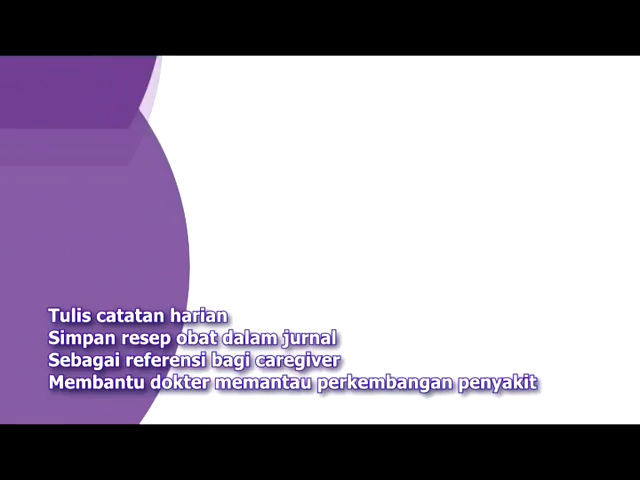 Tulis catatan harian
Simpan resep obat dalam jurnal
Sebagai referensi bagi caregiver
Membantu dokter memantau perkembangan penyakit